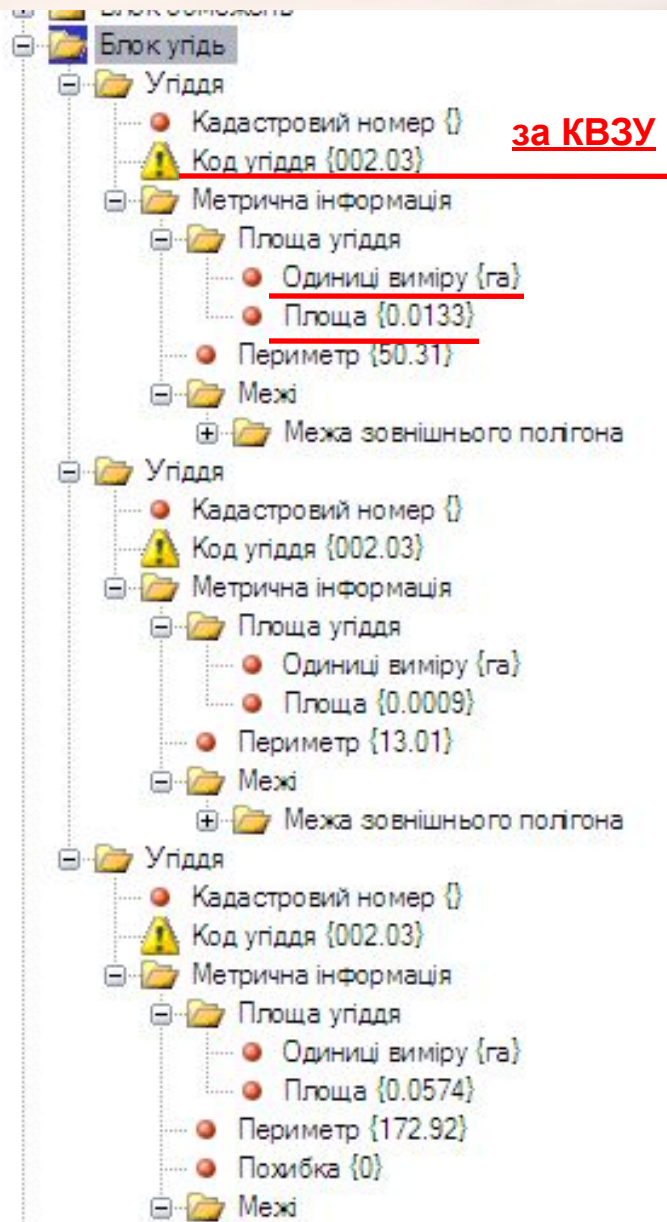 Блок обмежень
Блок угідь
Угіддя
Кадастровий номер {}
за КВЗУ
Код угіддя {002.03}
Метрична інформація
Площа угіддя
Одиниці виміру {га}
Площа {0.0133}
Периметр {50.31}
Межі
Межа зовнішнього полігона
Угіддя
Кадастровий номер {}
Код угіддя {002.03}
Метрична інформація
Площа угіддя
Одиниці виміру {га}
Площа {0.0009}
Периметр {13.01}
Межі
Межа зовнішнього полігона
Угіддя
Кадастровий номер {}
Код угіддя {002.03}
Метрична інформація
Площа угіддя
Одиниці виміру {га}
Площа {0.0574}
Периметр {172.92}
Похибка {0}
Межі